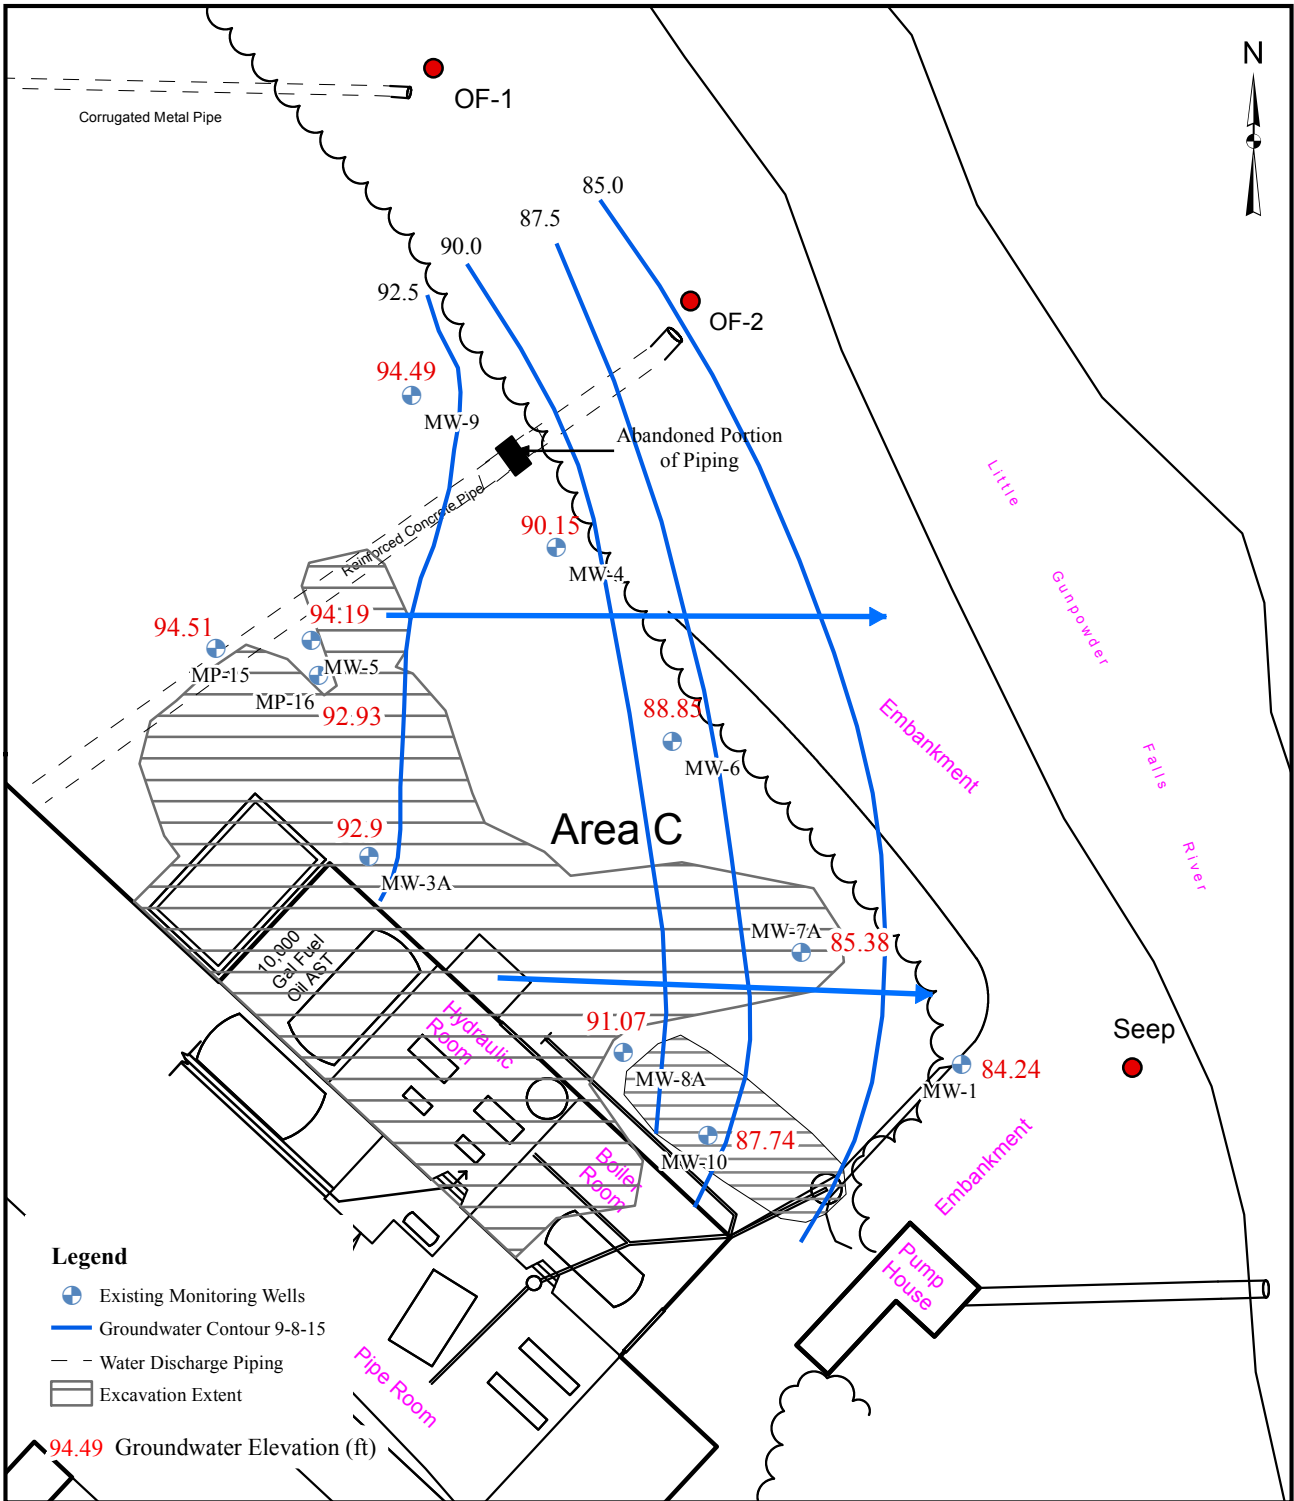 N
OF-1
Corrugated Metal Pipe
85.0
87.5
90.0
92.5
OF-2
94.49
MW-9
Abandoned Portion
of Piping
Little
Reinforced Concrete Pipe
90.15
MW-4
Gunpowder
94.19
94.51
MW-5
MP-15
MP-16
92.93
88.85
Embankment
MW-6
Falls
92.9
Area C
River
MW-3A
MW-7A
85.38
10,000
Gal Fuel
Oil AST
Hydraulic
Room
91.07
Seep
MW-8A
84.24
MW-1
87.74
MW-10
Boiler
Room
Embankment
Pump
House
Legend
Existing Monitoring Wells
Groundwater Contour 9-8-15
Water Discharge Piping
Excavation Extent
Pipe Room
94.49 Groundwater Elevation (ft)